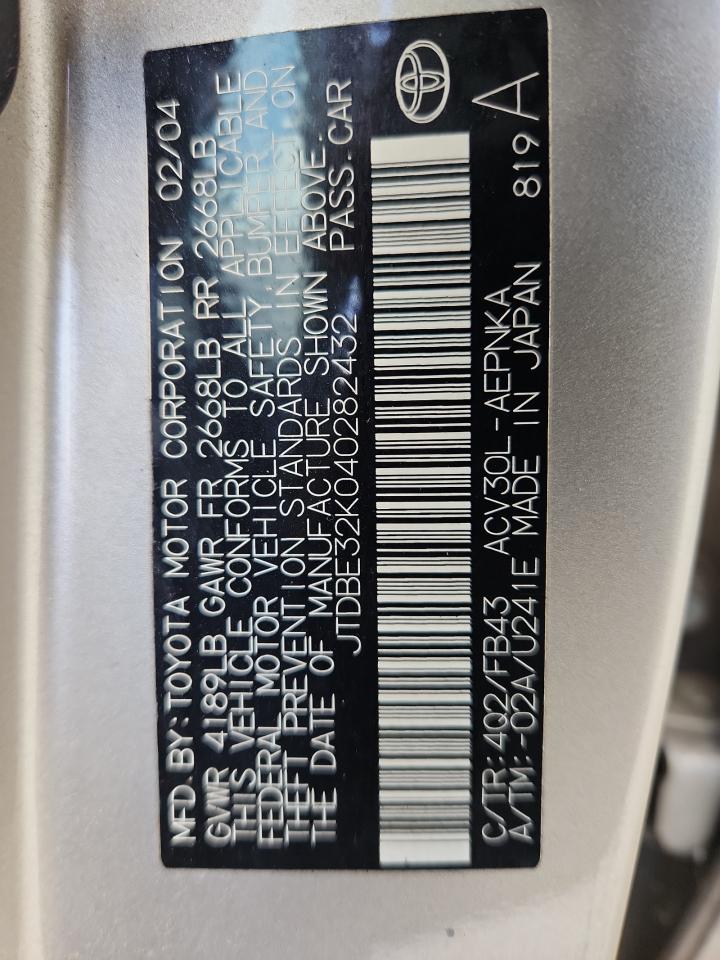 MFD.BY:TOYOTA MOTOR CORPORATION 02/04
GVWR 4189LB GAWR FR 2668LB RR 2668LB
THIS VEHICLE CONFORMS TO ALL APPLICABLE
FEDERAL MOTOR VEHICLE SAFETY,BUMPER AND
THEFT PREVENTION STANDARDS IN EFFECT ON
THE DATE OF MANUFACTURE SHOWN ABOVE.
JTDBE32K040282432 PASS.CAR
C/TR:4Q2/FB43 ACV30L-AEPNKA 819 A
A/TM:-02A/U241E MADE IN JAPAN